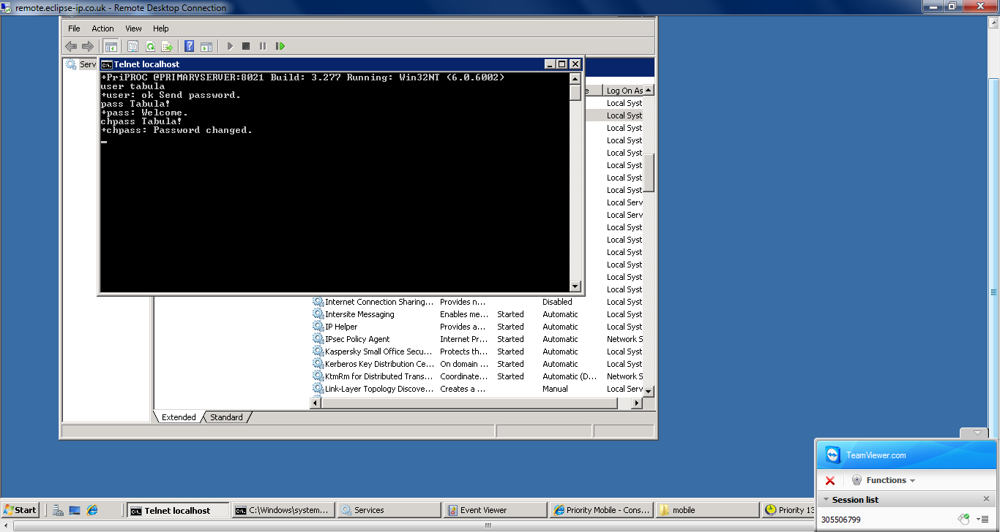 remote.eclipse-ip.co.uk - Remote Desktop Connection
File Action View Help
Serv
Telnet localhost
+PriPROC @PRIMARYSERVER:8021 Build: 3.277 Running: Win32NT (6.0.6002)
user tabula
+user: ok Send password.
pass Tabula!
+pass: Welcome.
chpass Tabula!
+chpass: Password changed.
e Log On As
Local Syst
Local Syst
Local Syst
Local Syst
Local Syst
Local Syst
Local Syst
Local Syst
Local Serv
Local Serv
Local Syst
Local Syst
Local Syst
Local Syst
Local Syst
Local Syst
Internet Connection Sharing... Provides n... Disabled Local Syst
Intersite Messaging Enables me... Started Automatic Local Syst
IP Helper Provides a... Started Automatic Local Syst
IPsec Policy Agent Internet Pr... Started Automatic Network S
Kaspersky Small Office Secu... Protects th... Started Automatic Local Syst
Kerberos Key Distribution Ce... On domain ... Started Automatic Local Syst
KtmRm for Distributed Trans... Coordinate... Started Automatic (D... Network S
Link-Layer Topology Discove... Creates a ... Manual Local Serv
Extended Standard
TeamViewer.com
Functions
Session list
305506799
Start Telnet localhost C:\Windows\system... Services Event Viewer Priority Mobile - Cons... mobile Priority 13